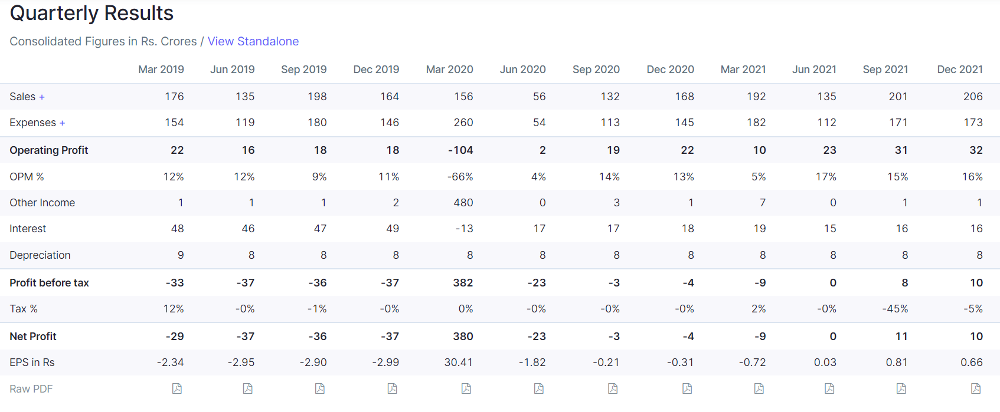 Quarterly Results
Consolidated Figures in Rs. Crores / View Standalone
Mar 2019 Jun 2019 Sep 2019 Dec 2019 Mar 2020 Jun 2020 Sep 2020 Dec 2020 Mar 2021 Jun 2021 Sep 2021 Dec 2021
Sales + 176 135 198 164 156 56 132 168 192 135 201 206
Expenses + 154 119 180 146 260 54 113 145 182 112 171 173
Operating Profit 22 16 18 18 -104 2 19 22 10 23 31 32
OPM % 12% 12% 9% 11% -66% 4% 14% 13% 5% 17% 15% 16%
Other Income 1 1 1 2 480 0 3 1 7 0 1 1
Interest 48 46 47 49 -13 17 17 18 19 15 16 16
Depreciation 9 8 8 8 8 8 8 8 8 8 8 8
Profit before tax -33 -37 -36 -37 382 -23 -3 -4 -9 0 8 10
Tax % 12% -0% -1% -0% 0% -0% -0% -0% 2% -0% -45% -5%
Net Profit -29 -37 -36 -37 380 -23 -3 -4 -9 0 11 10
EPS in Rs -2.34 -2.95 -2.90 -2.99 30.41 -1.82 -0.21 -0.31 -0.72 0.03 0.81 0.66
Raw PDF